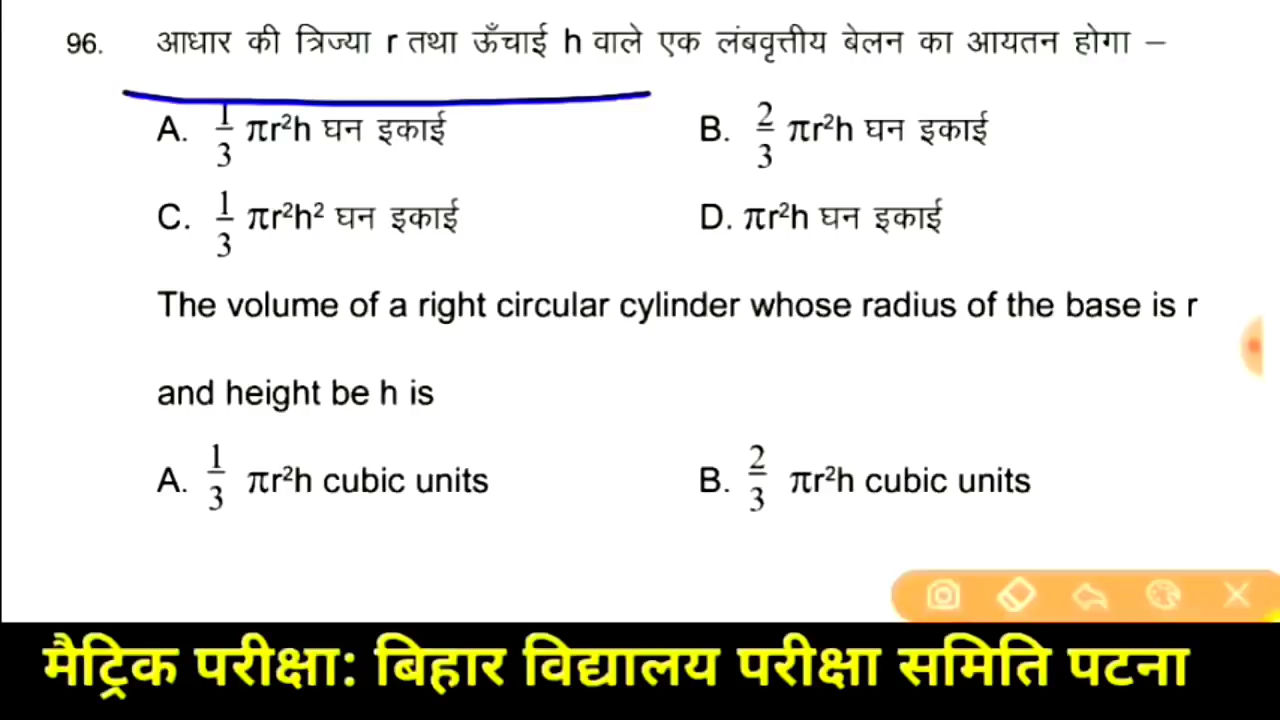 96. आधार की त्रिज्या r तथा ऊँचाई h वाले एक लंबवृत्तीय बेलन का आयतन होगा –
A. 1/3 πr²h घन इकाई B. 2/3 πr²h घन इकाई
C. 1/3 πr²h² घन इकाई D. πr²h घन इकाई
The volume of a right circular cylinder whose radius of the base is r
and height be h is
A. 1/3 πr²h cubic units B. 2/3 πr²h cubic units
मैट्रिक परीक्षा: बिहार विद्यालय परीक्षा समिति पटना